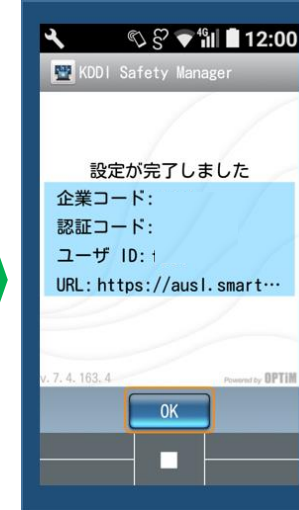 4G 12:00
KDDI Safety Manager
設定が完了しました
企業コード:
認証コード:
ユーザ ID:
URL: https://ausl.smart…
v.7.4.163.4
Powered by OPTiM
OK